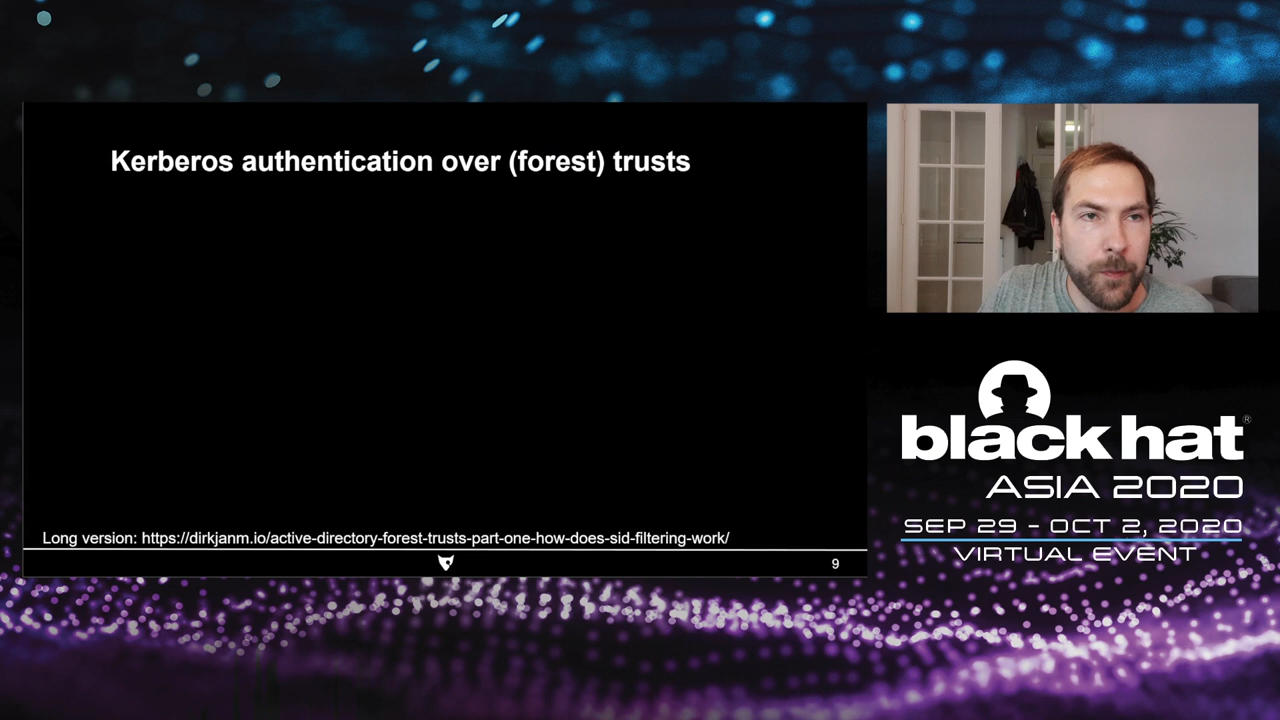 Kerberos authentication over (forest) trusts
Long version: https://dirkjanm.io/active-directory-forest-trusts-part-one-how-does-sid-filtering-work/
9
black hat®
ASIA 2020
SEP 29 - OCT 2, 2020
VIRTUAL EVENT